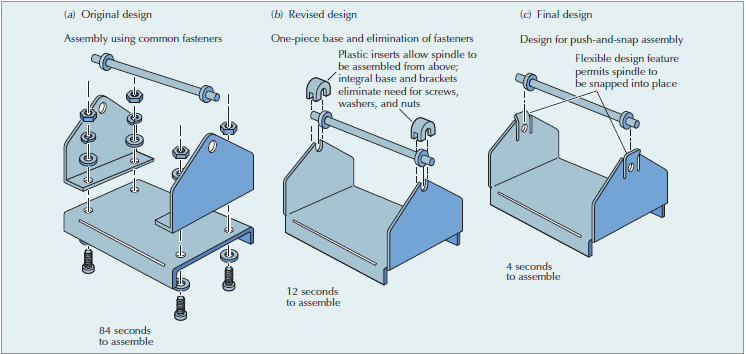 (a) Original design
Assembly using common fasteners
84 seconds
to assemble
(b) Revised design
One-piece base and elimination of fasteners
Plastic inserts allow spindle to
be assembled from above;
integral base and brackets
eliminate need for screws,
washers, and nuts
12 seconds
to assemble
(c) Final design
Design for push-and-snap assembly
Flexible design feature
permits spindle to
be snapped into place
4 seconds
to assemble